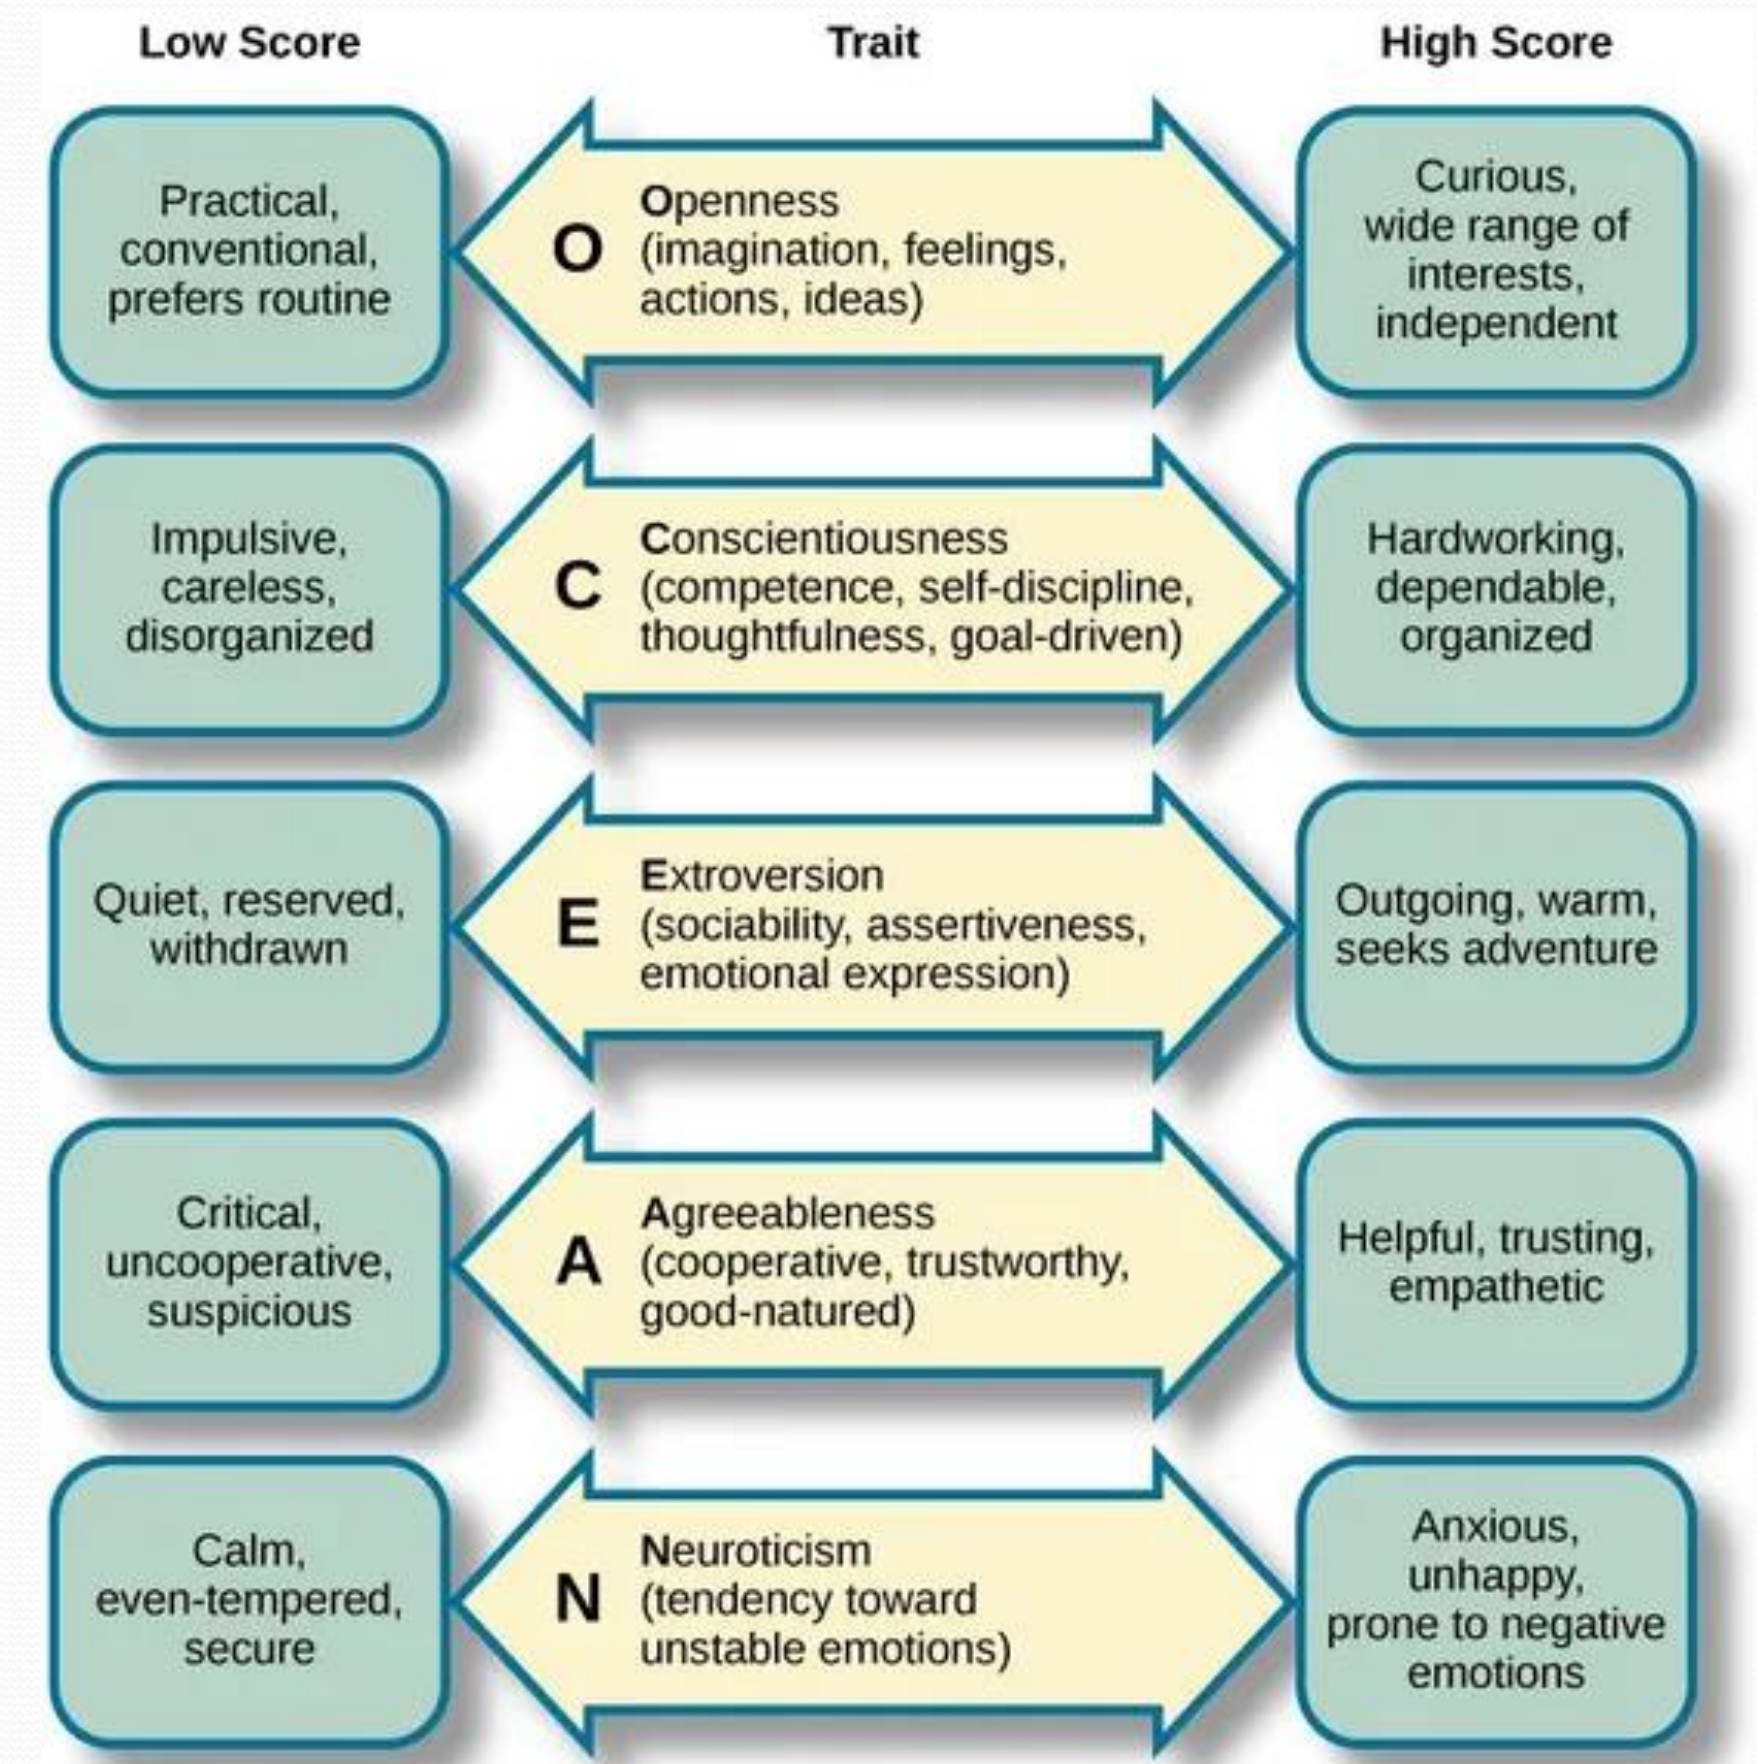 Low Score
Trait
High Score
Practical,
conventional,
prefers routine
O
Openness
(imagination, feelings,
actions, ideas)
Curious,
wide range of
interests,
independent
Impulsive,
careless,
disorganized
C
Conscientiousness
(competence, self-discipline,
thoughtfulness, goal-driven)
Hardworking,
dependable,
organized
Quiet, reserved,
withdrawn
E
Extroversion
(sociability, assertiveness,
emotional expression)
Outgoing, warm,
seeks adventure
Critical,
uncooperative,
suspicious
A
Agreeableness
(cooperative, trustworthy,
good-natured)
Helpful, trusting,
empathetic
Calm,
even-tempered,
secure
N
Neuroticism
(tendency toward
unstable emotions)
Anxious,
unhappy,
prone to negative
emotions